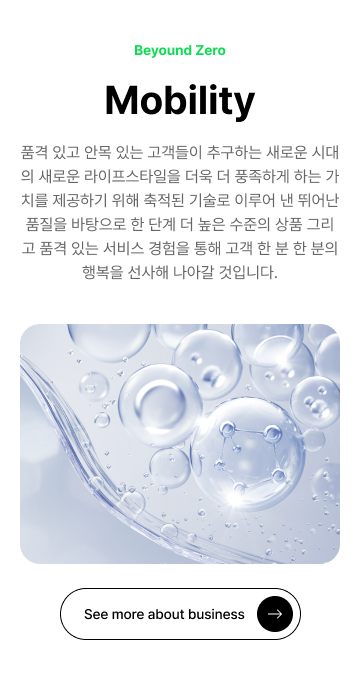 Beyound Zero
Mobility
품격 있고 안목 있는 고객들이 추구하는 새로운 시대
의 새로운 라이프스타일을 더욱 더 풍족하게 하는 가
치를 제공하기 위해 축적된 기술로 이루어 낸 뛰어난
품질을 바탕으로 한 단계 더 높은 수준의 상품 그리
고 품격 있는 서비스 경험을 통해 고객 한 분 한 분의
행복을 선사해 나아갈 것입니다.
See more about business